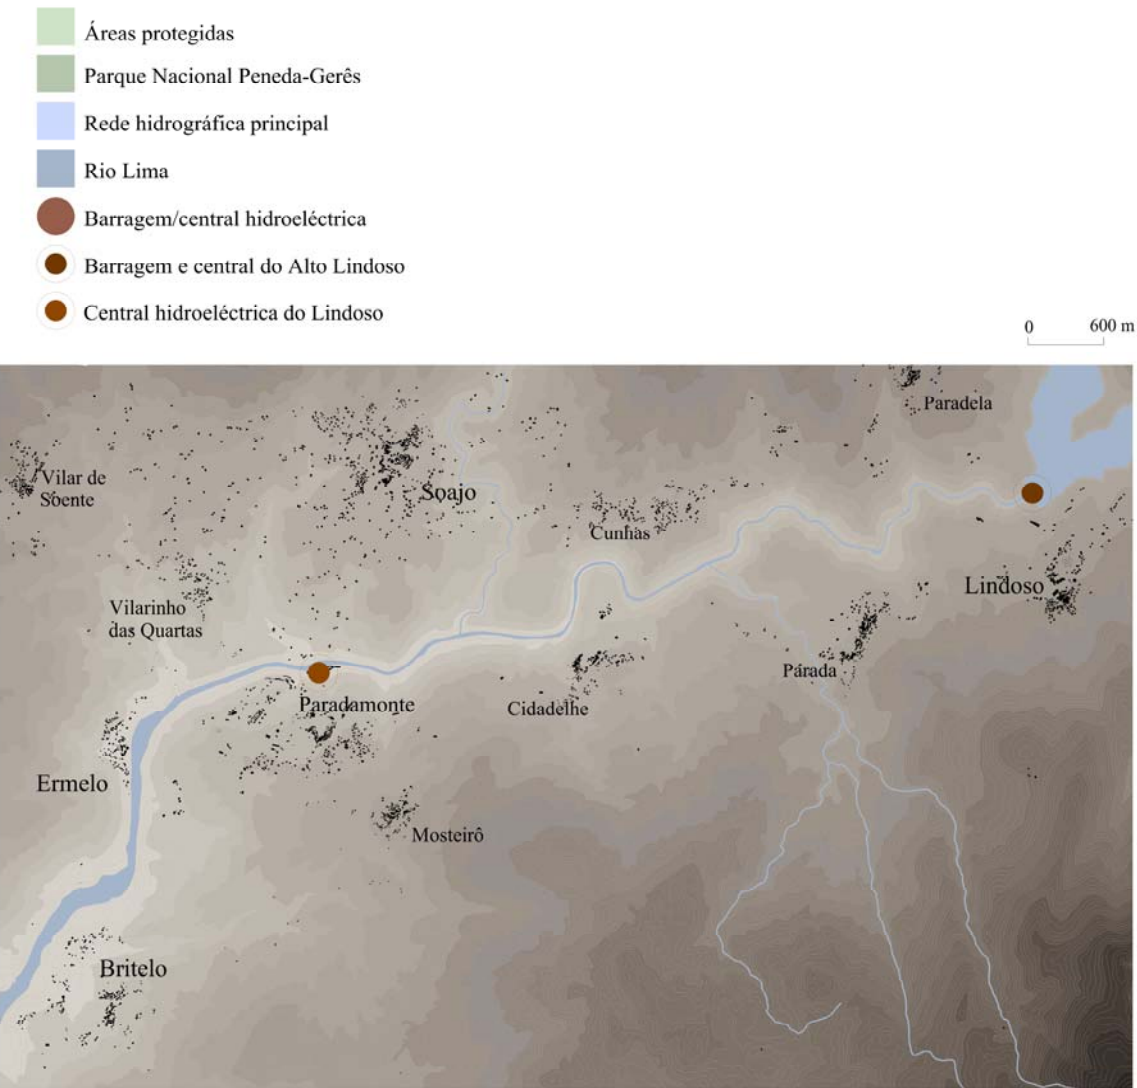 Áreas protegidas
Parque Nacional Peneda-Gerês
Rede hidrográfica principal
Rio Lima
Barragem/central hidroeléctrica
Barragem e central do Alto Lindoso
Central hidroeléctrica do Lindoso
0 600 m
Paradela
Vilar de
Soente
Soajo
Cunhas
Lindoso
Vilarinho
das Quartas
Parada
Paradamonte
Cidadelhe
Ermelo
Mosteirô
Britelo